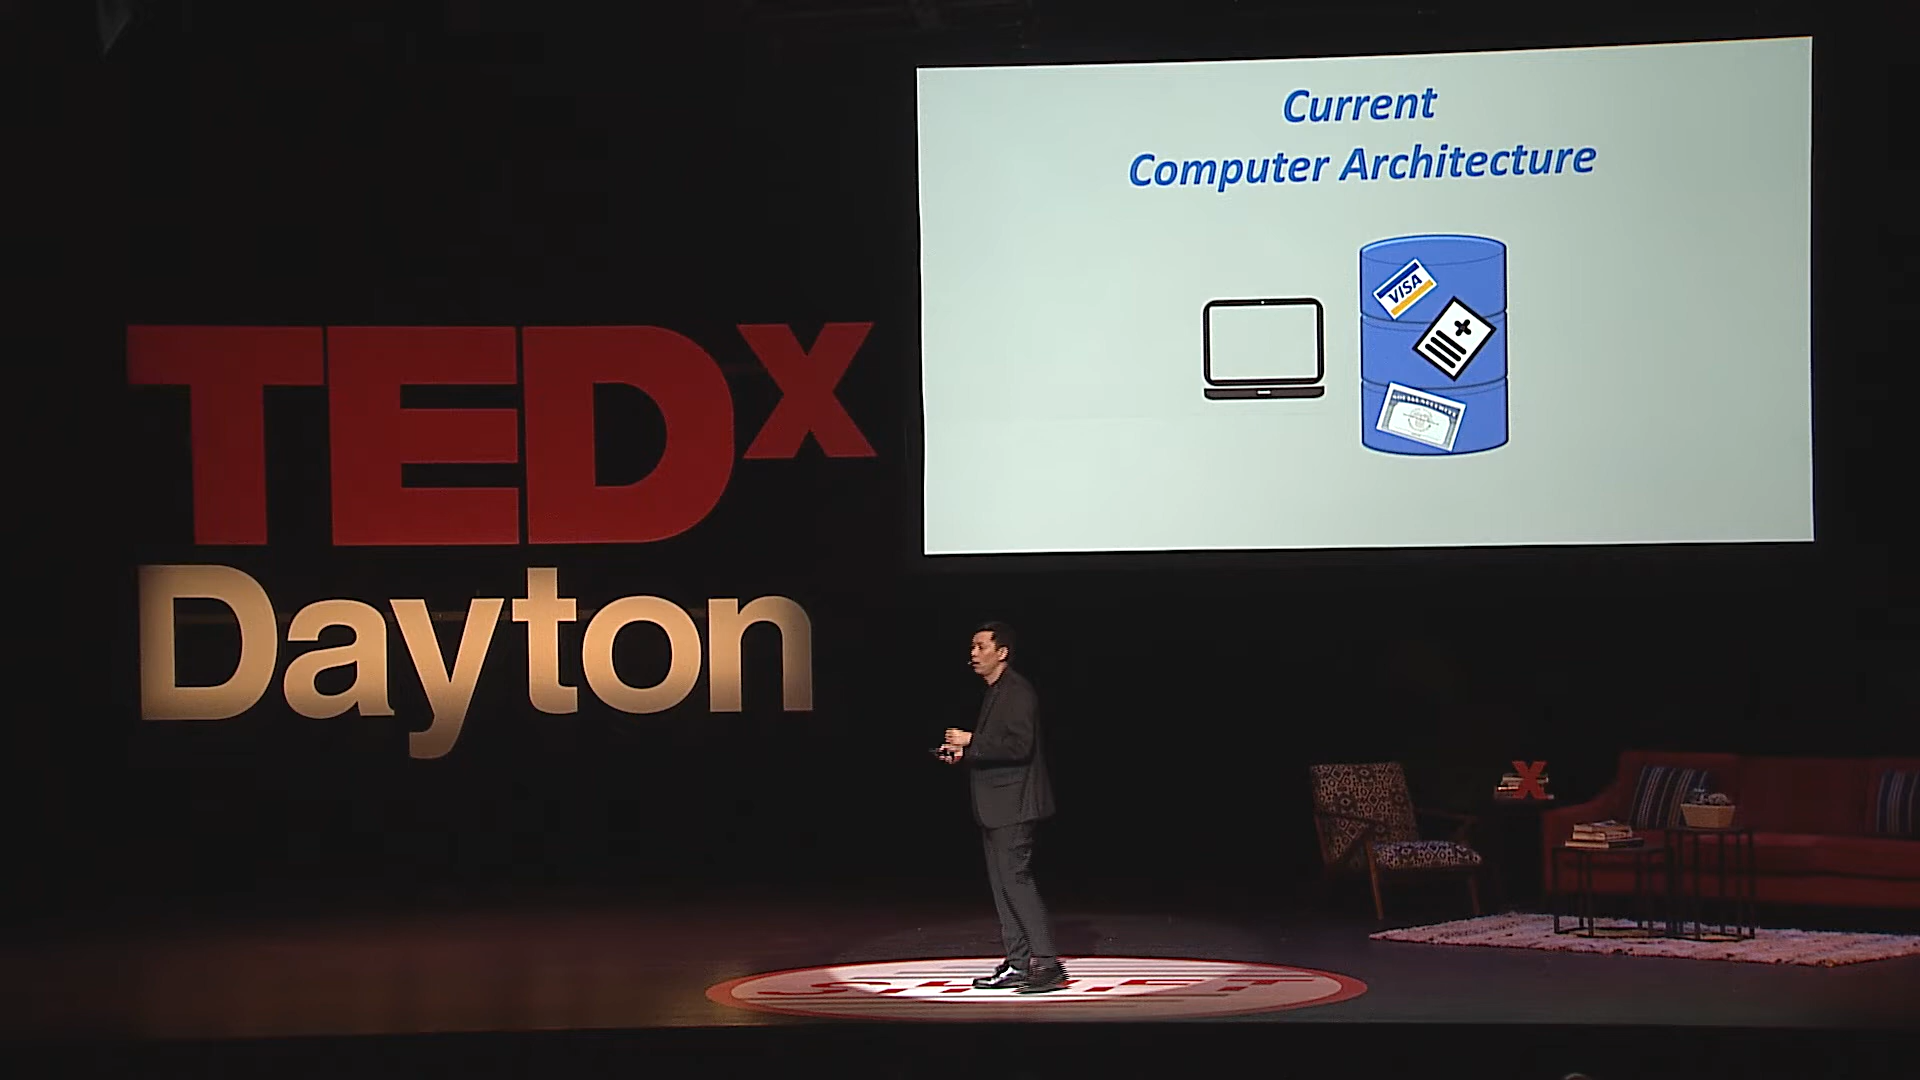 Current
Computer Architecture
VISA
TEDx
Dayton
X